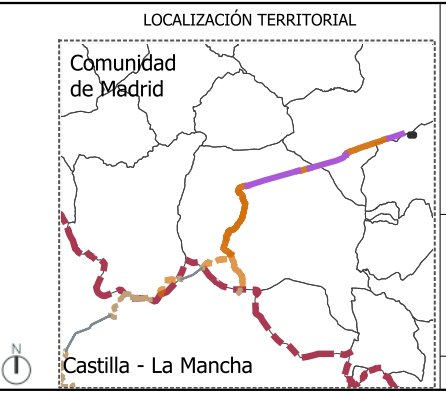 LOCALIZACIÓN TERRITORIAL
Comunidad
de Madrid
N
Castilla - La Mancha